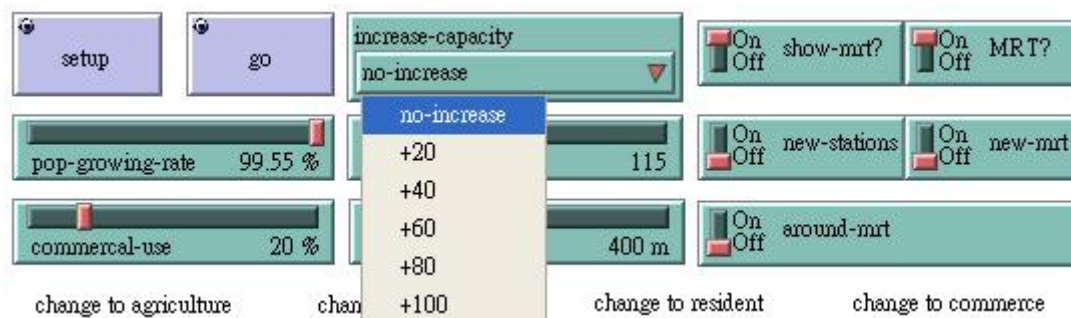 setup
go
increase-capacity
no-increase
On
Off
show-mrt?
On
Off
MRT?
no-increase
+20
+40
+60
+80
+100
pop-growing-rate 99.55 %
115
On
Off
new-stations
On
Off
new-mrt
commercal-use 20 %
400 m
On
Off
around-mrt
change to agriculture
chan
change to resident
change to commerce